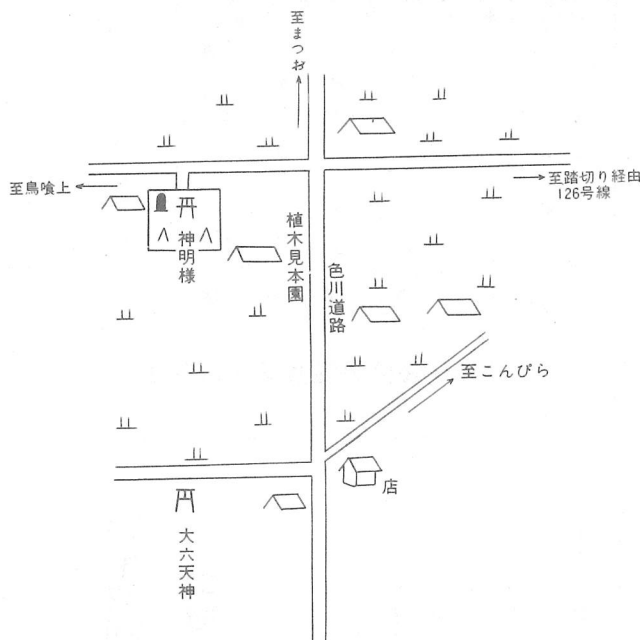 至まつお
至鳥喰上
至踏切り経由
126号線
神明様
植木見本園
色川道路
至こんぴら
店
大六天神